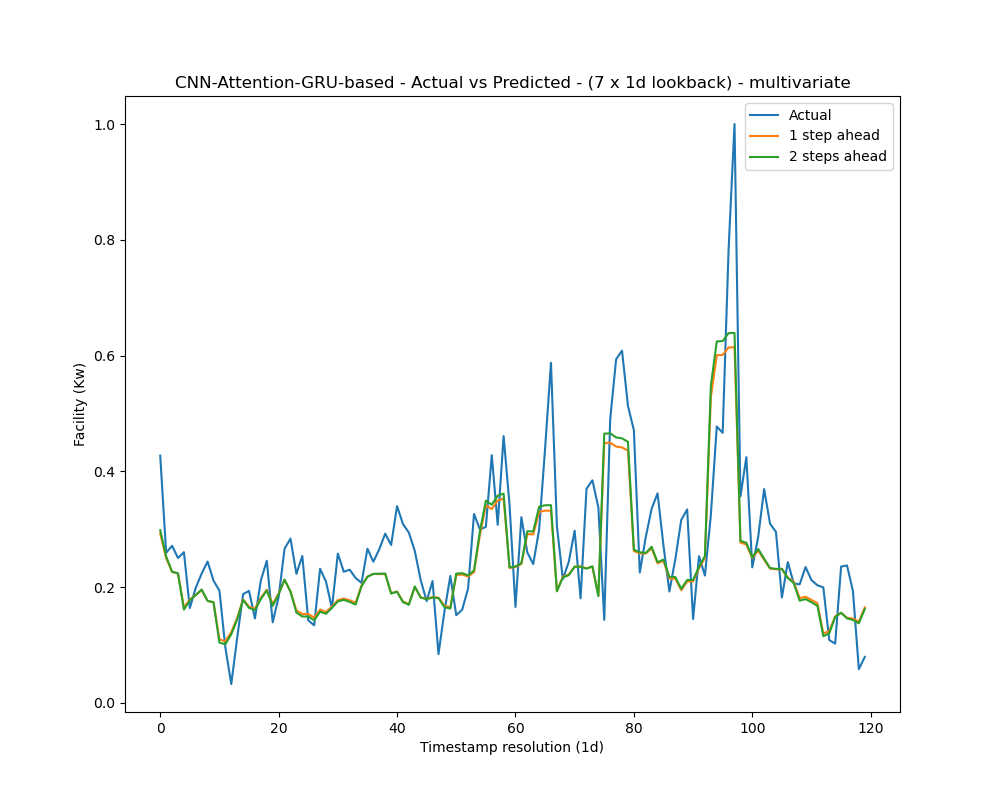 CNN-Attention-GRU-based - Actual vs Predicted - (7 x 1d lookback) - multivariate
Actual
1 step ahead
2 steps ahead
1.0
0.8
0.6
0.4
0.2
0.0
Facility (Kw)
0 20 40 60 80 100 120
Timestamp resolution (1d)